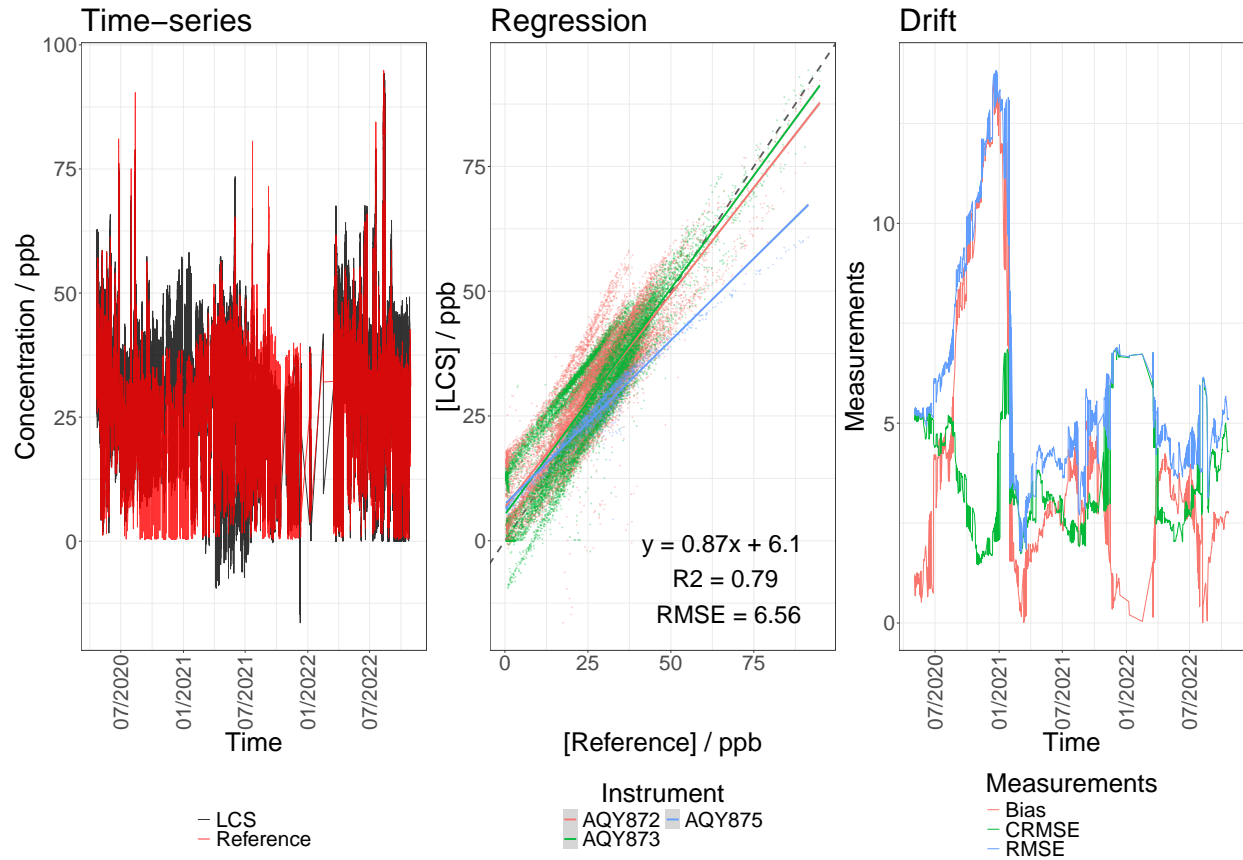 Time−series
Regression
Drift
Concentration / ppb
100
75
50
25
0
07/2020
01/2021
07/2021
01/2022
07/2022
Time
LCS
Reference
[LCS] / ppb
75
50
25
0
y = 0.87x + 6.1
R2 = 0.79
RMSE = 6.56
0
25
50
75
[Reference] / ppb
Instrument
AQY872
AQY875
AQY873
Measurements
10
5
0
07/2020
01/2021
07/2021
01/2022
07/2022
Time
Measurements
Bias
CRMSE
RMSE